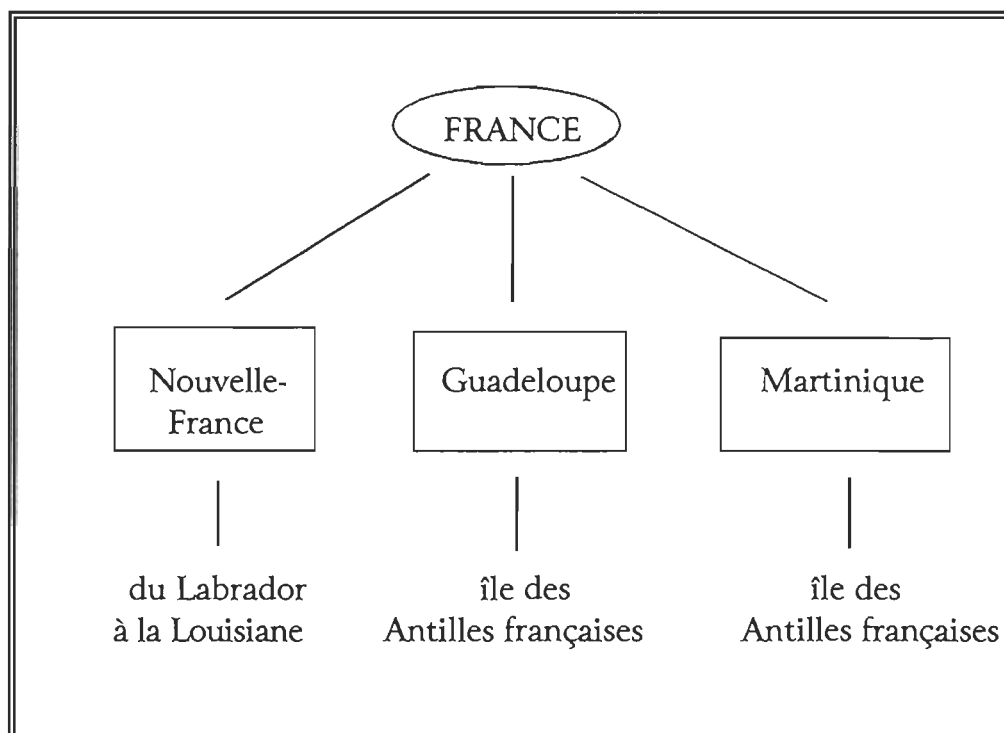 FRANCE
Nouvelle-
France
Guadeloupe
Martinique
du Labrador
à la Louisiane
île des
Antilles françaises
île des
Antilles françaises